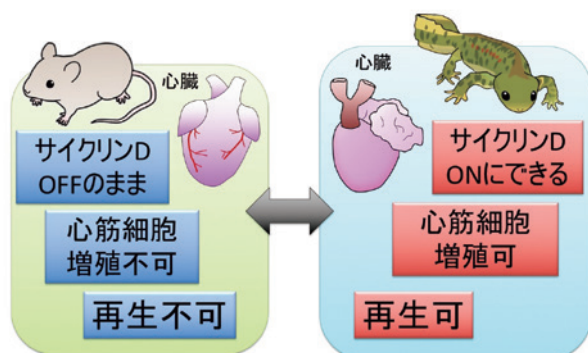 心臓
サイクリンD
OFFのまま
心筋細胞
増殖不可
再生不可
心臓
サイクリンD
ONにできる
心筋細胞
増殖可
再生可